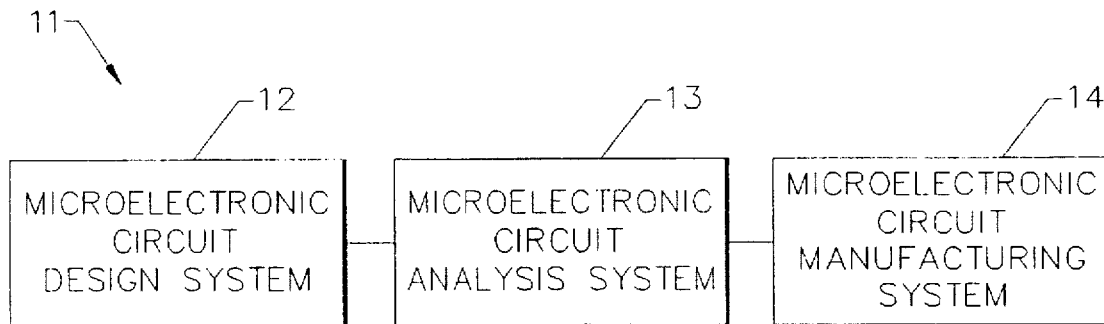 11
12
13
14
MICROELECTRONIC
CIRCUIT
DESIGN SYSTEM
MICROELECTRONIC
CIRCUIT
ANALYSIS SYSTEM
MICROELECTRONIC
CIRCUIT
MANUFACTURING
SYSTEM